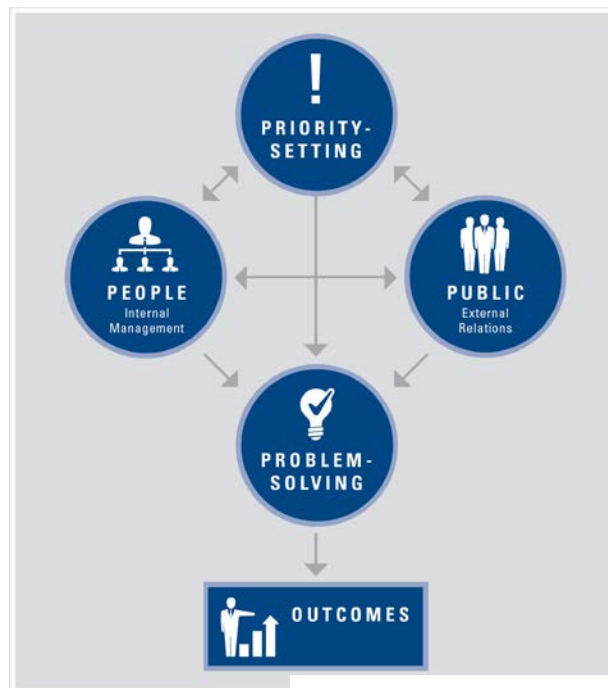 !
PRIORITY-
SETTING
PEOPLE
Internal
Management
PUBLIC
External
Relations
PROBLEM-
SOLVING
OUTCOMES